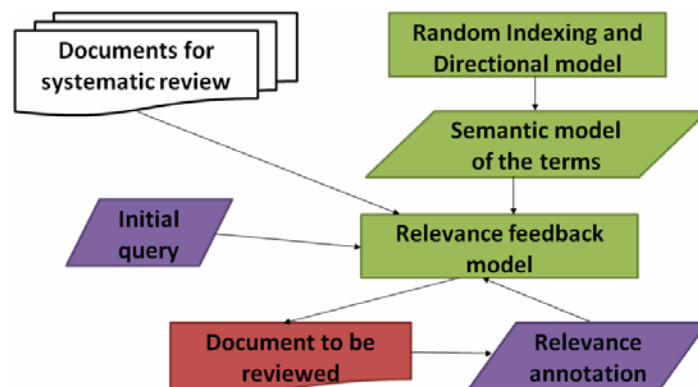 Documents for
systematic review
Random Indexing and
Directional model
Semantic model
of the terms
Initial
query
Relevance feedback
model
Document to be
reviewed
Relevance
annotation